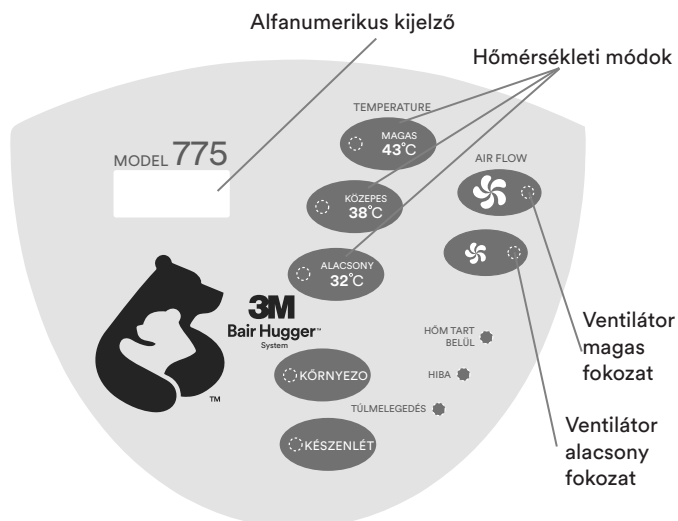 Alfanumerikus kijelző
Hőmérsékleti módok
TEMPERATURE
MAGAS
43°C
MODEL 775
AIR FLOW
KÖZEPES
38°C
ALACSONY
32°C
3M
Bair Hugger™
System
TM
HŐM TART
BELÜL
KŐRNYEZO
HIBA
TÚLMELEGEDÉS
KÉSZENLÉT
Ventilátor
magas
fokozat
Ventilátor
alacsony
fokozat